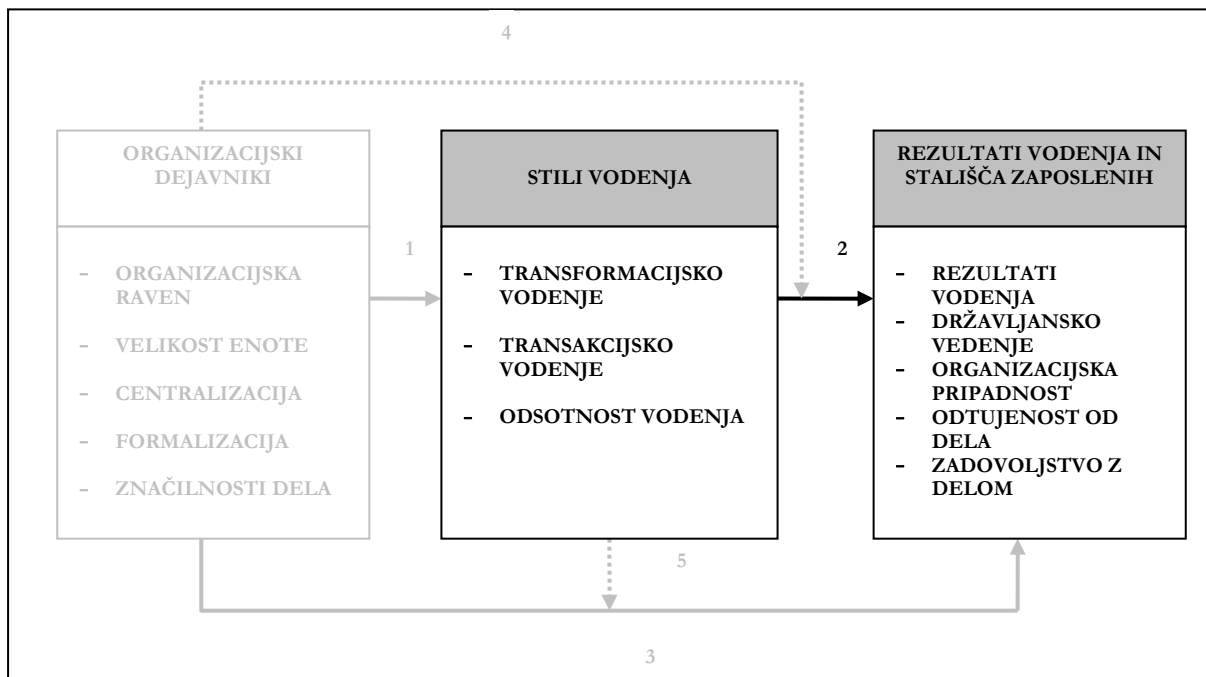 4
ORGANIZACIJSKI
DEJAVNIKI
- ORGANIZACIJSKA
RAVEN
- VELIKOST ENOTE
- CENTRALIZACIJA
- FORMALIZACIJA
- ZNAČILNOSTI DELA
1
STILI VODENJA
- TRANSFORMACIJSKO
VODENJE
- TRANSAKCIJSKO
VODENJE
- ODSOTNOST VODENJA
2
REZULTATI VODENJA IN
STALIŠČA ZAPOSLENIH
- REZULTATI
VODENJA
- DRŽAVLJANSKO
VEDENJE
- ORGANIZACIJSKA
PRIPADNOST
- ODTUJENOST OD
DELA
- ZADOVOLJSTVO Z
DELOM
5
3